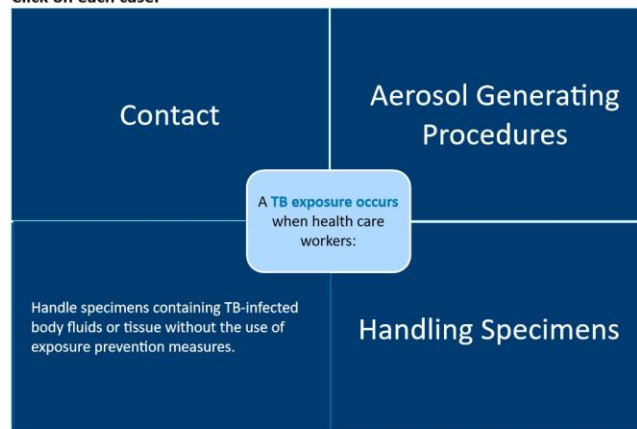 Click on each case.
Contact
Aerosol Generating
Procedures
A TB exposure occurs
when health care
workers:
Handle specimens containing TB-infected
body fluids or tissue without the use of
exposure prevention measures.
Handling Specimens